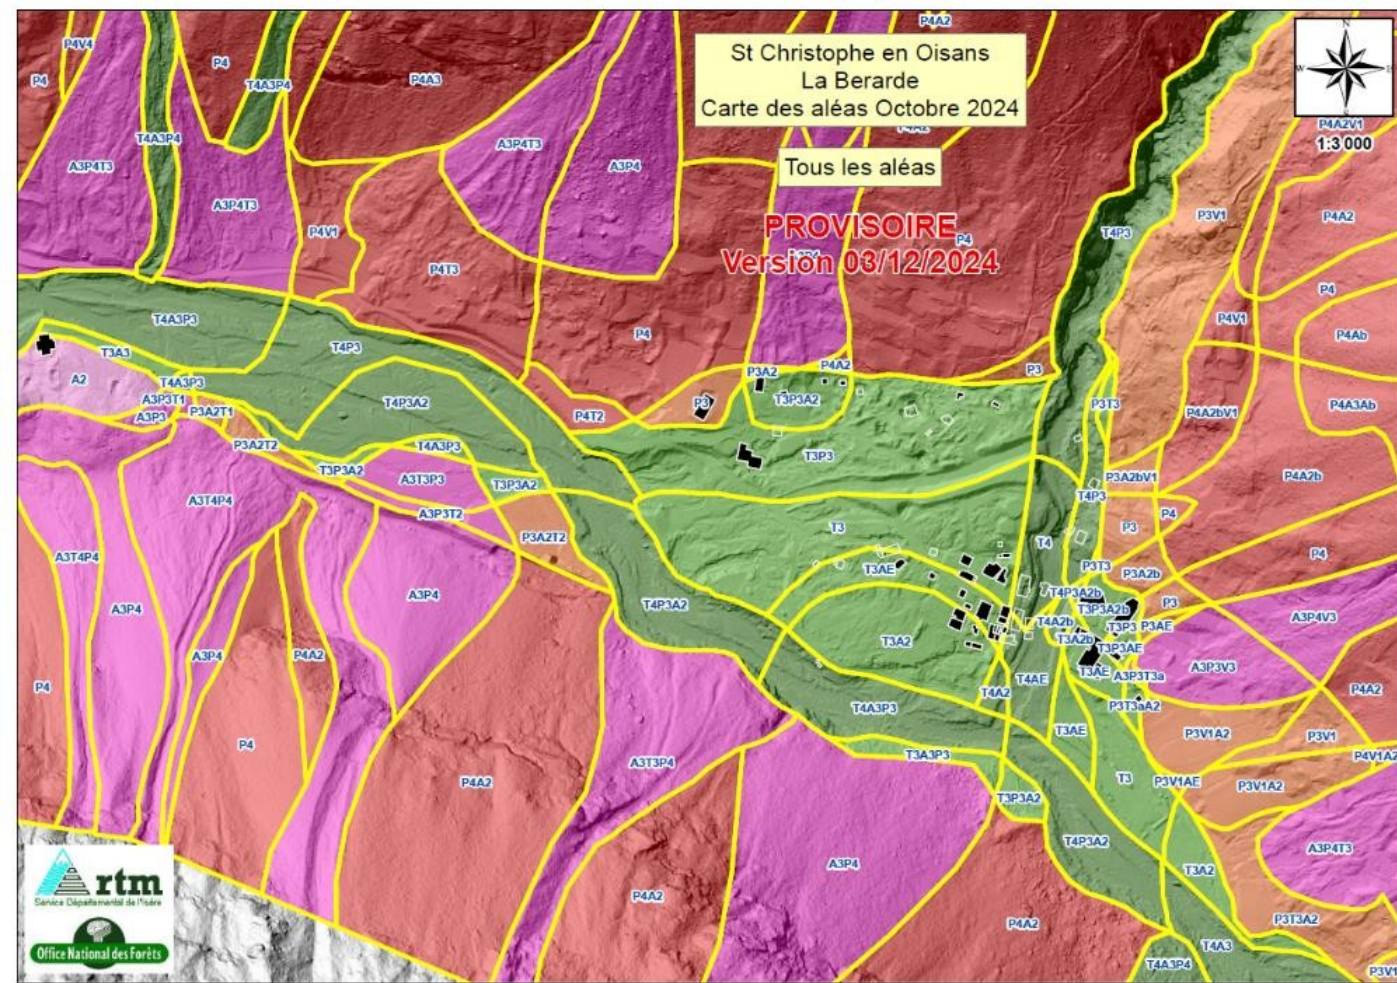 St Christophe en Oisans
La Berarde
Carte des aléas Octobre 2024
Tous les aléas
PROVISOIRE
Version 03/12/2024
N
W
1:3 000
P4V4
P4
P4
T4A3P4
P4A3
P4A2
P4A2V1
T4A3P4
A3P4T3
A3P4T3
A3P4
A3P4T3
P3V1
P4A2
P4V1
P4
T4P3
P4T3
P4
T4A3P3
P4V1
T4P3
P4
P4Ab
T3A3
P4A2
P3
A2
T4A3P3
P3A2
A3P3T1
T4P3A2
P3
T3P3A2
P3T3
P4A3Ab
A3P3
P3A2T1
P4T2
P4A2bV1
P3A2T2
T4A3P3
T3P3
T3P3A2
A3T3P3
T3P3A2
P3A2bV1
P4A2b
T4P3
A3T4P4
A3P3T2
P4
T3
P3
P3A2T2
T4
A3T4P4
P4
T3AE
P3T3
P3A2b
T4P3A2b
A3P4
A3P4
T4P3A2
T3P3A2b
P3
A3P4V3
T4A2b
T3P3
P3AE
T3A2
T3A2b
T3P3AE
A3P4
P4A2
A3P3V3
T3AE
A3P3T3a
T4AE
P4
T4A2
P4A2
P3T3aA2
T4A3P3
T3AE
P3V1A2
P3V1
P4
T3A3P3
P4V1A2
A3T3P4
T3
P4A2
P3V1AE
P3V1A2
T3P3A2
T4P3A2
A3P4T3
A3P4
T3A2
P4A2
P3T3A2
P4A2
T4A3
T4A3P4
P3V1
rtm
Service Départemental de l'Isère
Office National des Forêts